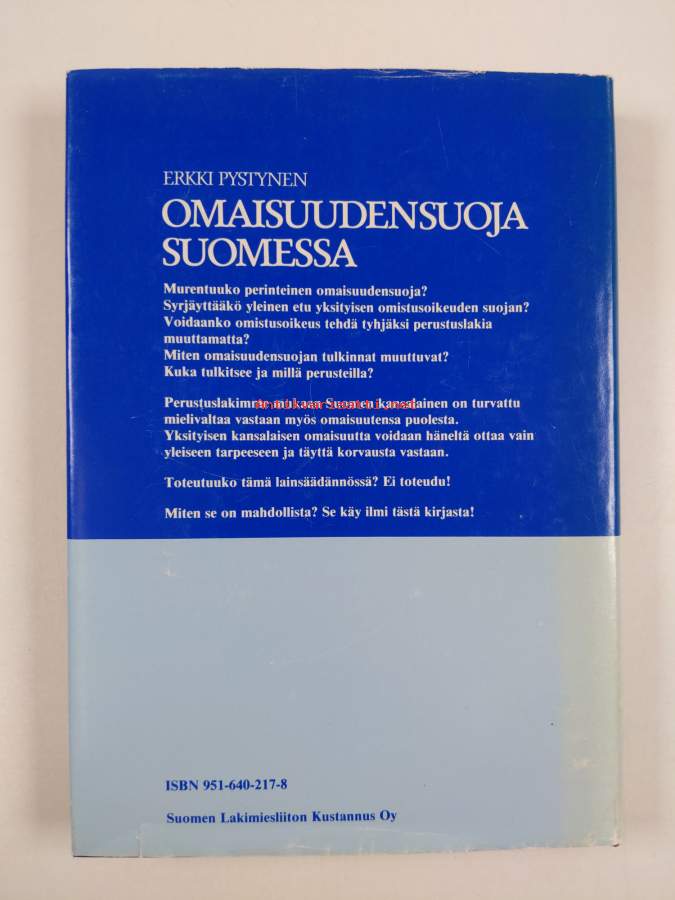 ERKKI PYSTYNEN
OMAISUUDENSUOJA
SUOMESSA
Murentuuko perinteinen omaisuudensuoja?
Syrjäyttääkö yleinen etu yksityisen omistusoikeuden suojan?
Voidaanko omistusoikeus tehdä tyhjäksi perustuslakia
muuttamatta?
Miten omaisuudensuojan tulkinnat muuttuvat?
Kuka tulkitsee ja millä perusteilla?
Perustuslakimme mukaan Suomen kansalainen on turvattu
mielivaltaa vastaan myös omaisuutensa puolesta.
Yksityisen kansalaisen omaisuutta voidaan häneltä ottaa vain
yleiseen tarpeeseen ja täyttä korvausta vastaan.
Toteutuuko tämä lainsäädännössä? Ei toteudu!
Miten se on mahdollista? Se käy ilmi tästä kirjasta!
ISBN 951-640-217-8
Suomen Lakimiesliiton Kustannus Oy